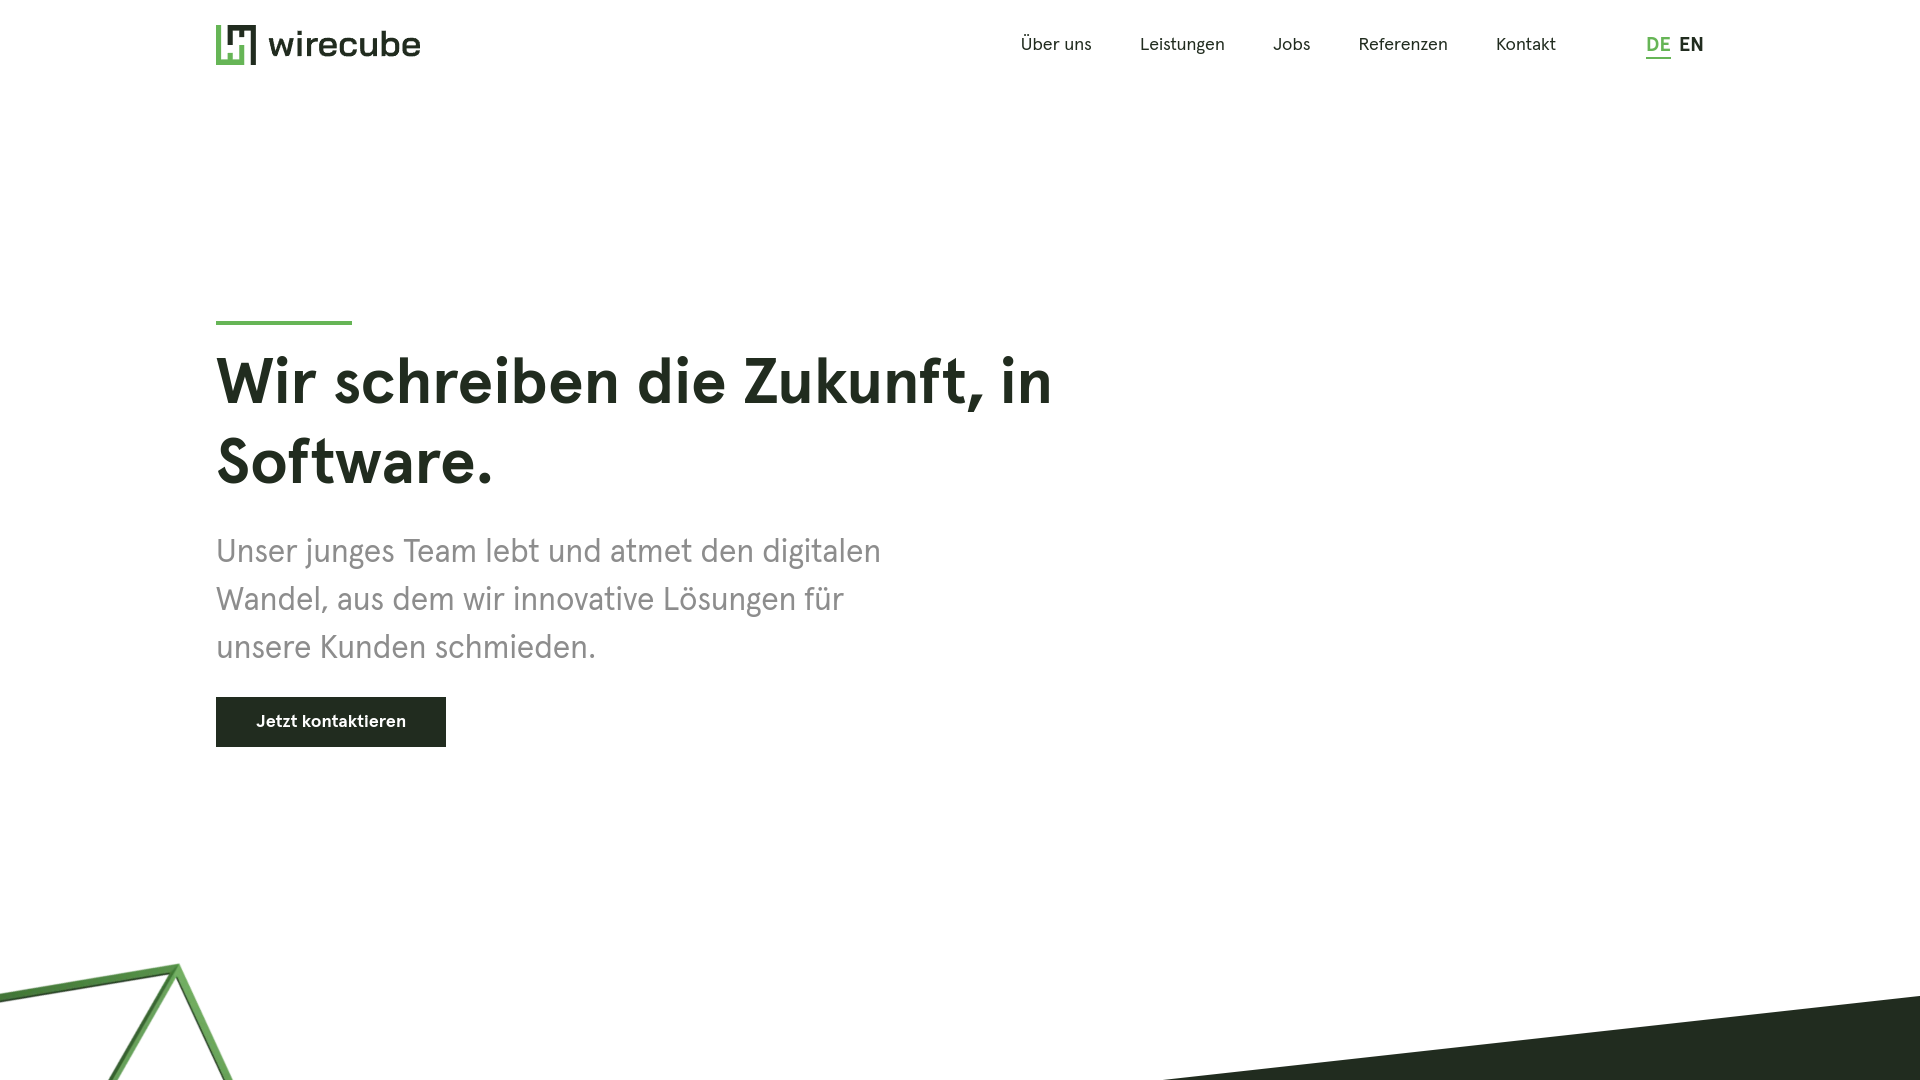 wirecube
Über uns Leistungen Jobs Referenzen Kontakt DE EN
Wir schreiben die Zukunft, in
Software.
Unser junges Team lebt und atmet den digitalen
Wandel, aus dem wir innovative Lösungen für
unsere Kunden schmieden.
Jetzt kontaktieren